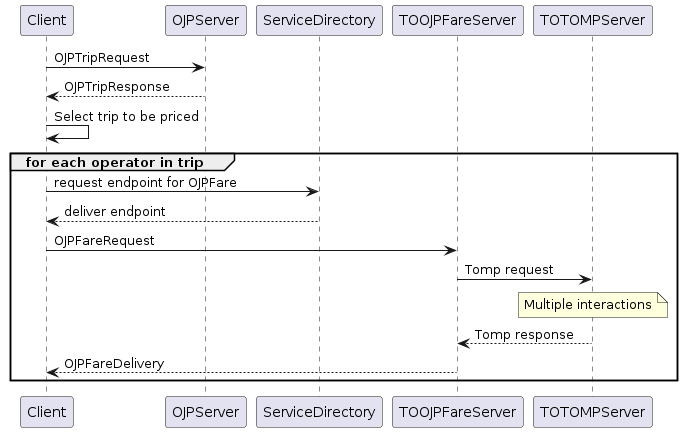 Client
OJPServer
ServiceDirectory
TOOJPFareServer
TOTOMPServer
OJPTripRequest
OJPTripResponse
Select trip to be priced
for each operator in trip
request endpoint for OJPFare
deliver endpoint
OJPFareRequest
Tomp request
Multiple interactions
Tomp response
OJPFareDelivery
Client
OJPServer
ServiceDirectory
TOOJPFareServer
TOTOMPServer